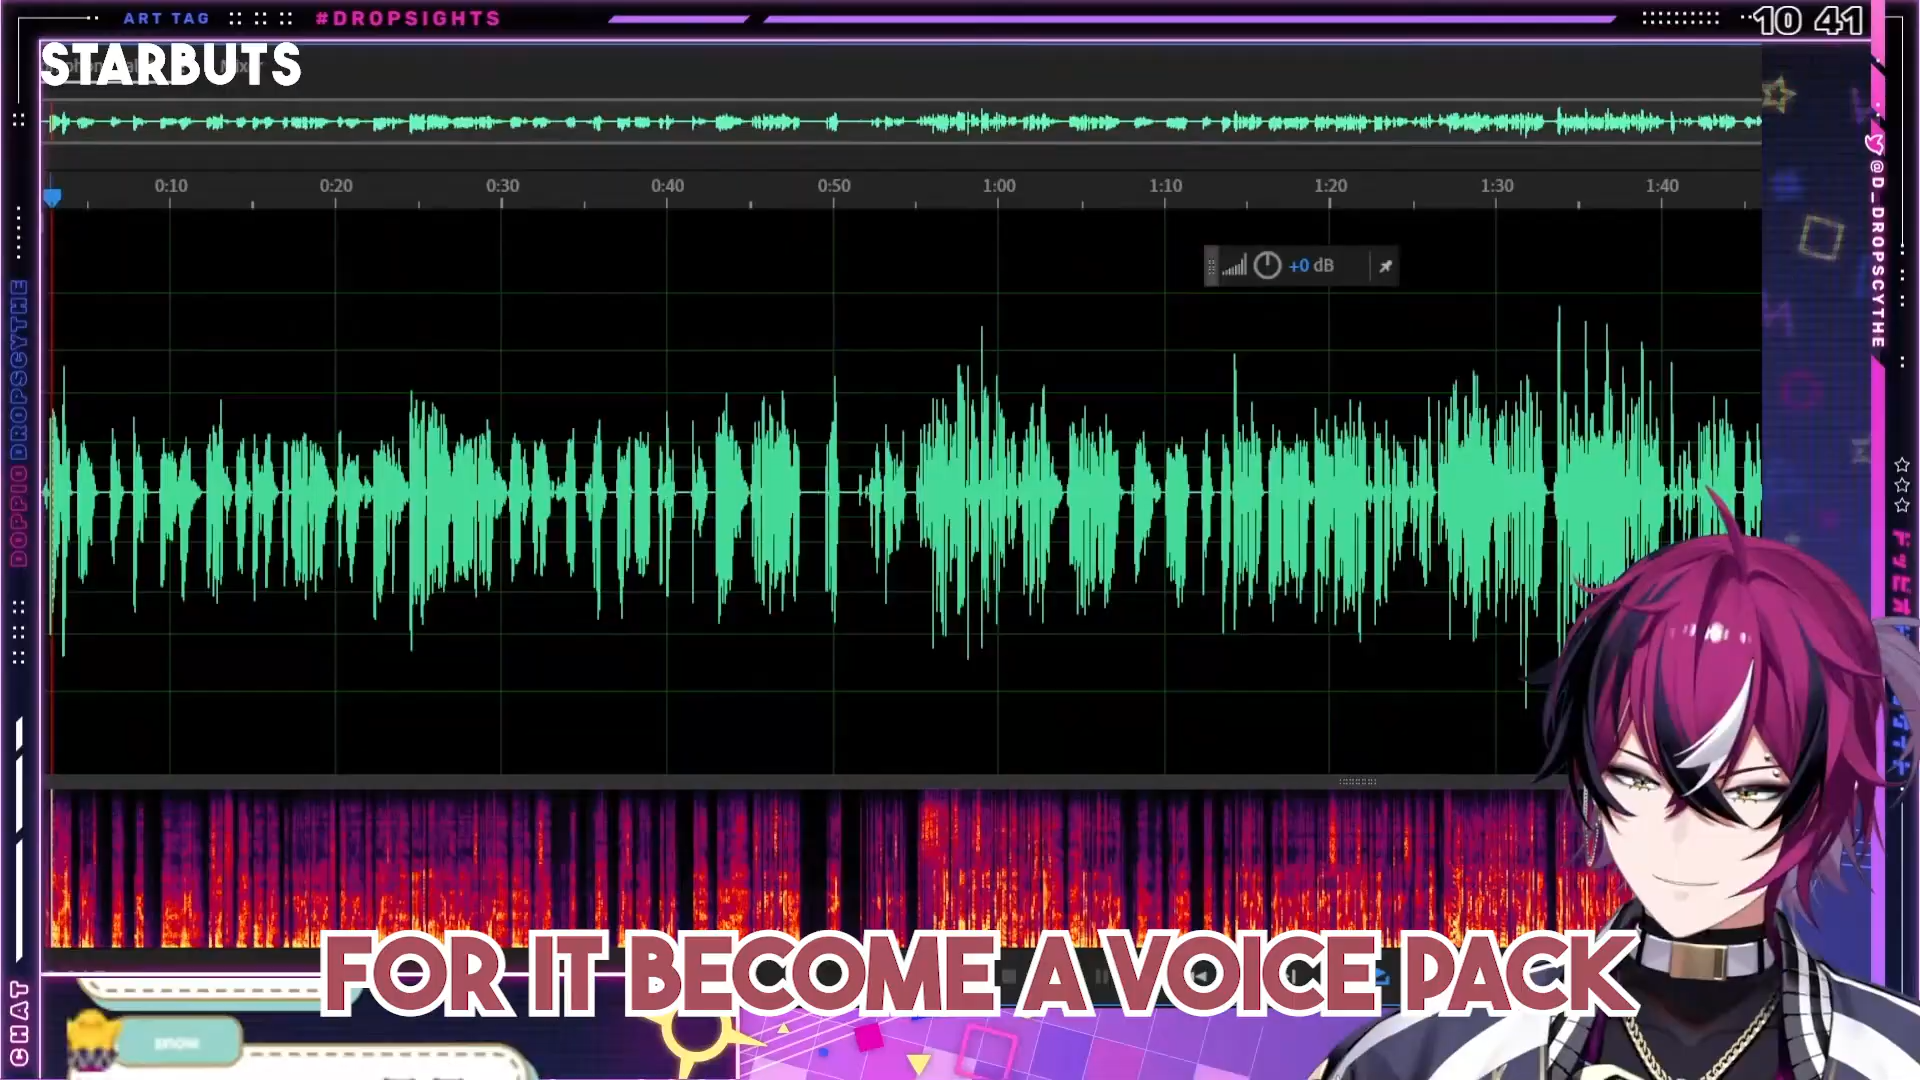 ART TAG #DROPSIGHTS
10 41
STARBUTS
0:10 0:20 0:30 0:40 0:50 1:00 1:10 1:20 1:30 1:40
+0 dB
@D_DROPSCYTHE
DOPPIO DROPSCYTHE
FOR IT BECOME A VOICE PACK
CHAT